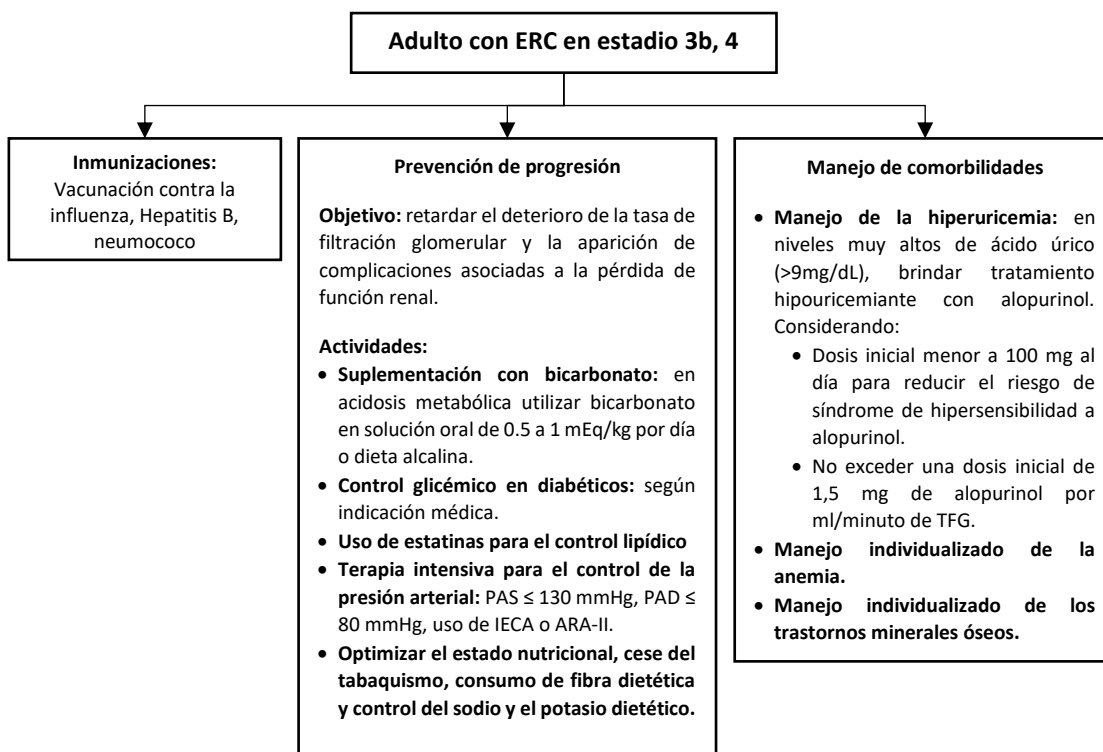 Adulto con ERC en estadio 3b, 4
Inmunizaciones:
Vacunación contra la
influenza, Hepatitis B,
neumococo
Prevención de progresión
Objetivo: retardar el deterioro de la tasa de
filtración glomerular y la aparición de
complicaciones asociadas a la pérdida de
función renal.
Actividades:
• Suplementación con bicarbonato: en
acidosis metabólica utilizar bicarbonato
en solución oral de 0.5 a 1 mEq/kg por día
o dieta alcalina.
• Control glicémico en diabéticos: según
indicación médica.
• Uso de estatinas para el control lipídico
• Terapia intensiva para el control de la
presión arterial: PAS ≤ 130 mmHg, PAD ≤
80 mmHg, uso de IECA o ARA-II.
• Optimizar el estado nutricional, cese del
tabaquismo, consumo de fibra dietética
y control del sodio y el potasio dietético.
Manejo de comorbilidades
• Manejo de la hiperuricemia: en
niveles muy altos de ácido úrico
(>9mg/dL), brindar tratamiento
hipouricemiante con alopurinol.
Considerando:
• Dosis inicial menor a 100 mg al
día para reducir el riesgo de
síndrome de hipersensibilidad a
alopurinol.
• No exceder una dosis inicial de
1,5 mg de alopurinol por
ml/minuto de TFG.
• Manejo individualizado de la
anemia.
• Manejo individualizado de los
trastornos minerales óseos.